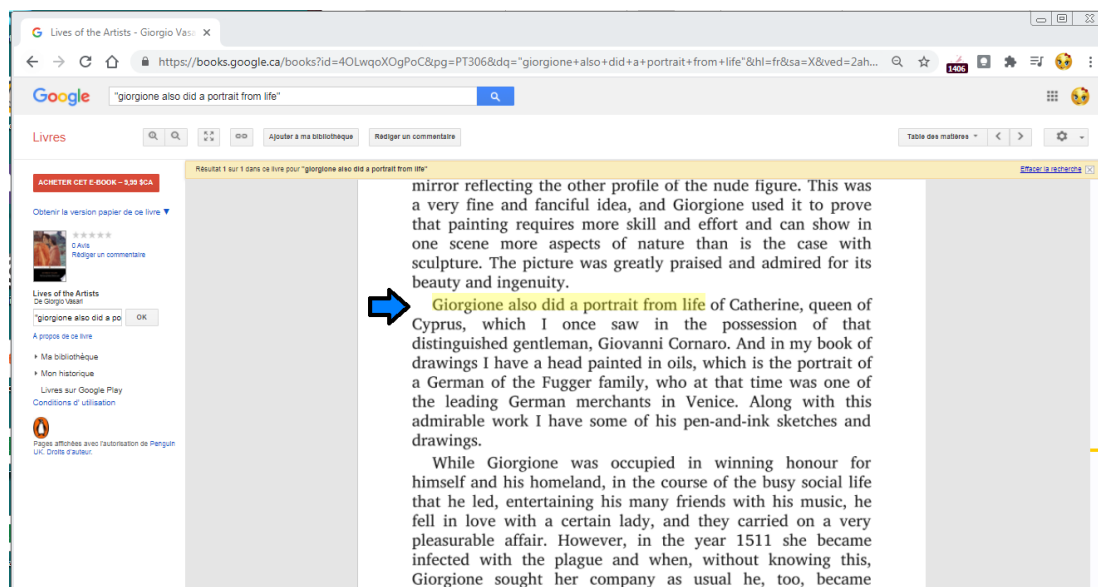 Lives of the Artists - Giorgio Vasa
https://books.google.ca/books?id=4OLwqoXOgPoC&pg=PT306&dq="giorgione+also+did+a+portrait+from+life"&hl=fr&sa=X&ved=2ah...
1406
Google
"giorgione also did a portrait from life"
Livres
Ajouter à ma bibliothèque
Rédiger un commentaire
Table des matières
Résultat 1 sur 1 dans ce livre pour "giorgione also did a portrait from life"
Effacer la recherche
ACHETER CET E-BOOK – 9,99 $CA
Obtenir la version papier de ce livre ▼
0 Avis
Rédiger un commentaire
Lives of the Artists
De Giorgio Vasari
"giorgione also did a po
OK
À propos de ce livre
Ma bibliothèque
Mon historique
Livres sur Google Play
Conditions d' utilisation
Pages affichées avec l'autorisation de Penguin
UK. Droits d'auteur.
mirror reflecting the other profile of the nude figure. This was
a very fine and fanciful idea, and Giorgione used it to prove
that painting requires more skill and effort and can show in
one scene more aspects of nature than is the case with
sculpture. The picture was greatly praised and admired for its
beauty and ingenuity.
Giorgione also did a portrait from life of Catherine, queen of
Cyprus, which I once saw in the possession of that
distinguished gentleman, Giovanni Cornaro. And in my book of
drawings I have a head painted in oils, which is the portrait of
a German of the Fugger family, who at that time was one of
the leading German merchants in Venice. Along with this
admirable work I have some of his pen-and-ink sketches and
drawings.
While Giorgione was occupied in winning honour for
himself and his homeland, in the course of the busy social life
that he led, entertaining his many friends with his music, he
fell in love with a certain lady, and they carried on a very
pleasurable affair. However, in the year 1511 she became
infected with the plague and when, without knowing this,
Giorgione sought her company as usual he, too, became